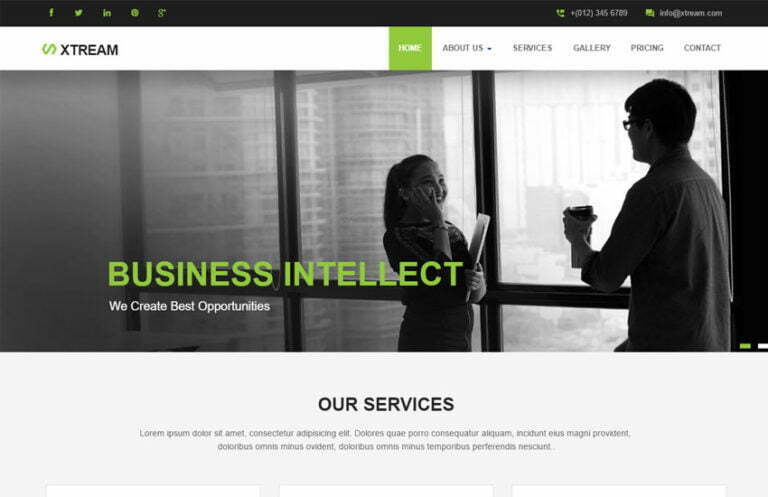 +(012) 345 6789 info@xtream.com
XTREAM HOME ABOUT US SERVICES GALLERY PRICING CONTACT
BUSINESS INTELLECT
We Create Best Opportunities
OUR SERVICES
Lorem ipsum dolor sit amet, consectetur adipisicing elit. Dolores quae porro consequatur aliquam, incidunt eius magni provident,
doloribus omnis minus ovident, doloribus omnis minus temporibus perferendis nesciunt..